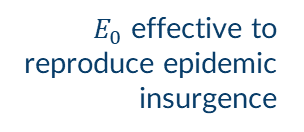 E₀ effective to
reproduce epidemic
insurgence